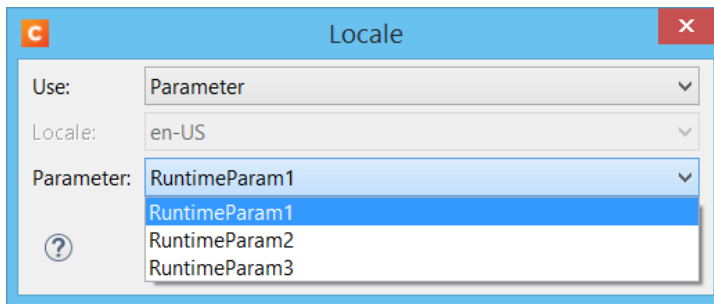 C
Locale
x
Use:
Parameter
Locale:
en-US
Parameter:
RuntimeParam1
RuntimeParam1
RuntimeParam2
RuntimeParam3
?